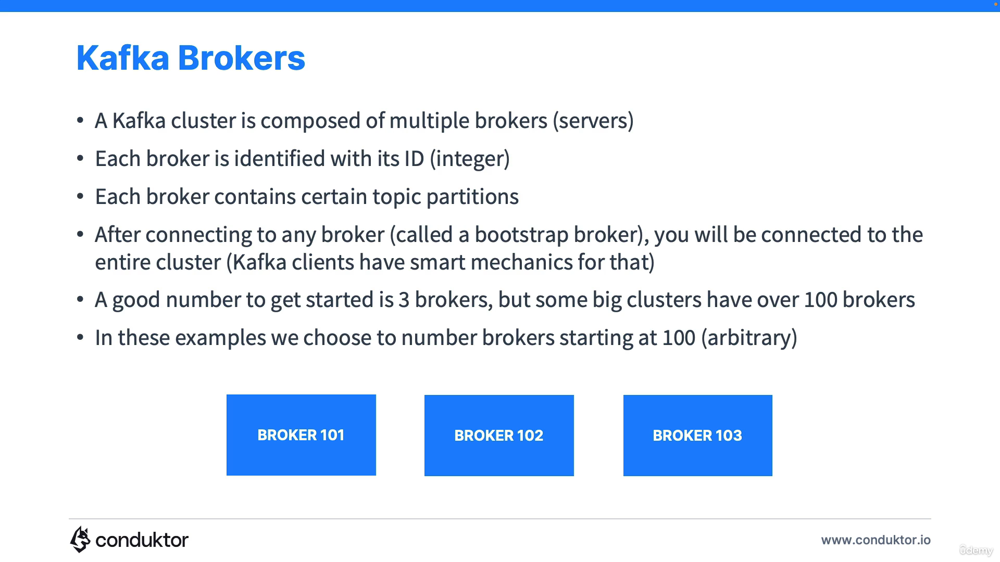 Kafka Brokers
• A Kafka cluster is composed of multiple brokers (servers)
• Each broker is identified with its ID (integer)
• Each broker contains certain topic partitions
• After connecting to any broker (called a bootstrap broker), you will be connected to the
entire cluster (Kafka clients have smart mechanics for that)
• A good number to get started is 3 brokers, but some big clusters have over 100 brokers
• In these examples we choose to number brokers starting at 100 (arbitrary)
BROKER 101
BROKER 102
BROKER 103
conduktor
www.conduktor.io
ûdemy